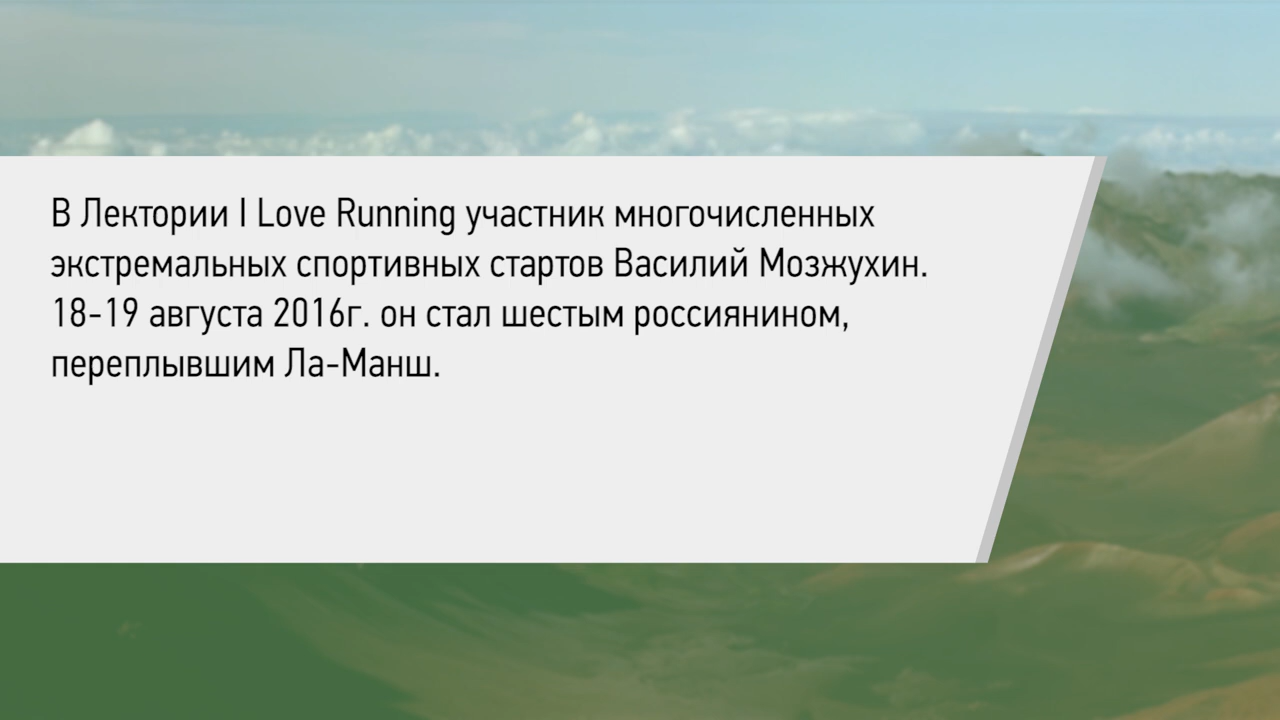 В Лектории I Love Running участник многочисленных
экстремальных спортивных стартов Василий Мозжухин.
18-19 августа 2016г. он стал шестым россиянином,
переплывшим Ла-Манш.